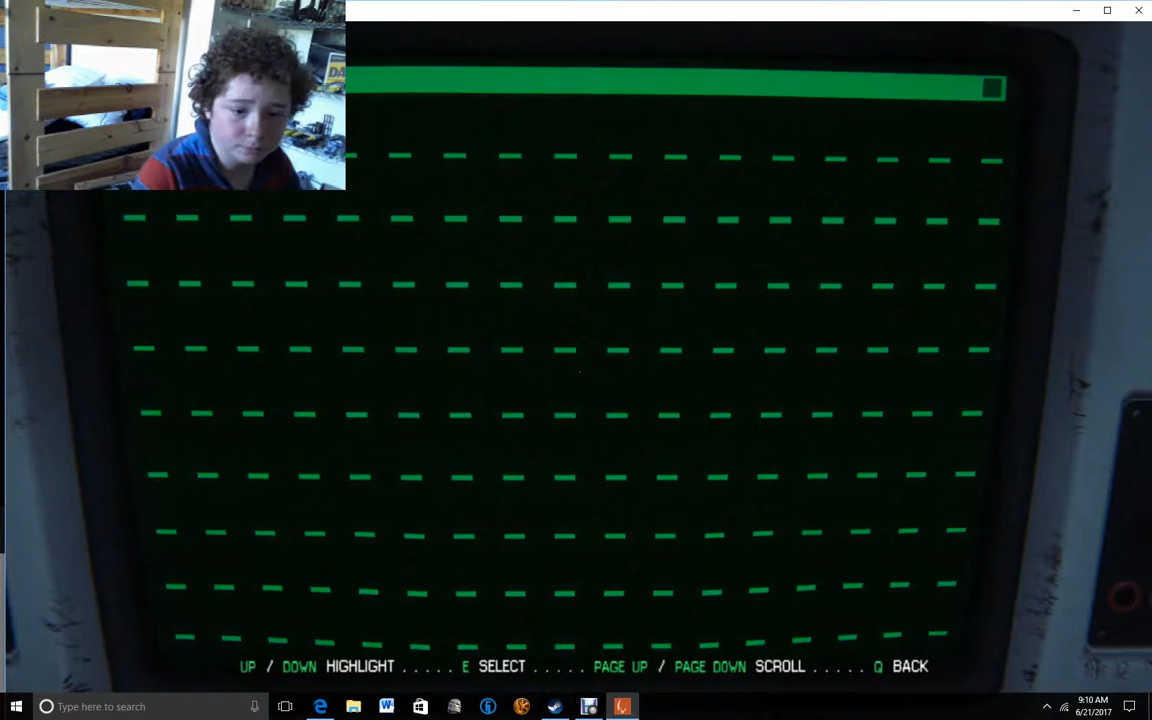 DA
UP / DOWN HIGHLIGHT ..... E SELECT ...... PAGE UP / PAGE DOWN SCROLL ..... Q BACK
Type here to search
9:10 AM
6/21/2017